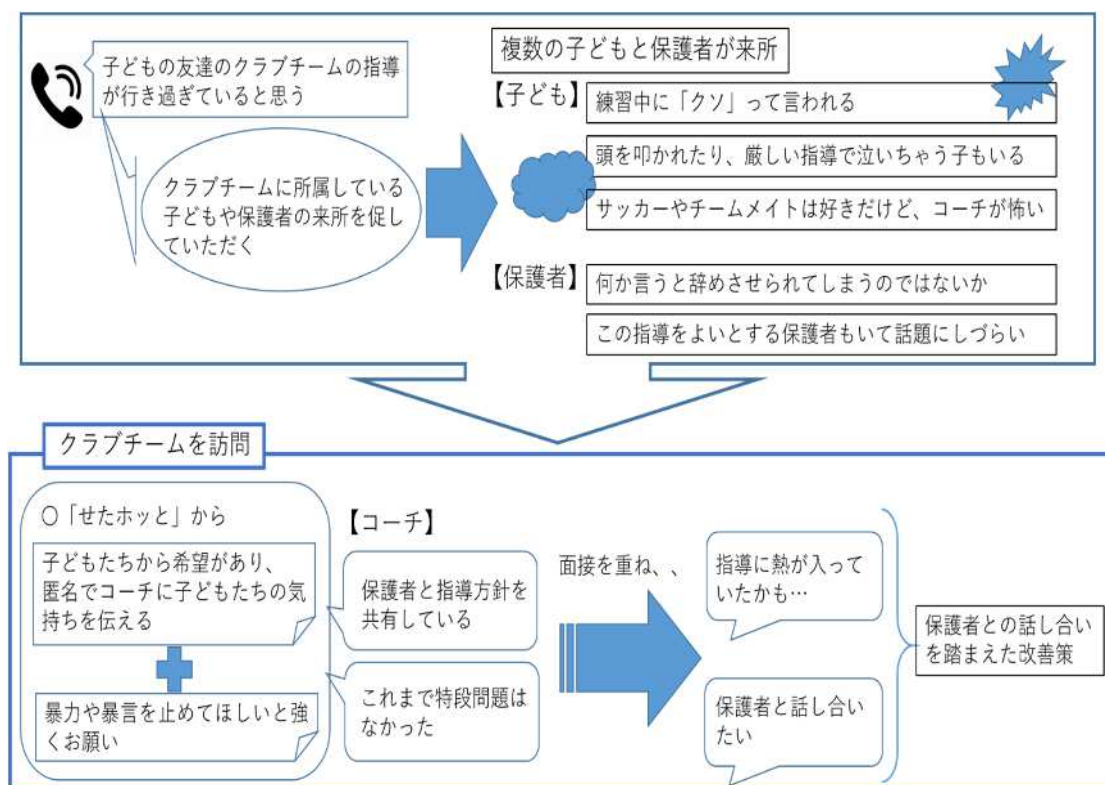 子どもの友達のクラブチームの指導
が行き過ぎていると思う
クラブチームに所属している
子どもや保護者の来所を促し
ていただく
複数の子どもと保護者が来所
【子ども】
練習中に「クソ」って言われる
頭を叩かれたり、厳しい指導で泣いちゃう子もいる
サッカーやチームメイトは好きだけど、コーチが怖い
【保護者】
何か言うと辞めさせられてしまうのではないか
この指導をよいとする保護者もいて話題にしづらい
クラブチームを訪問
〇「せたホッと」から
子どもたちから希望があり、
匿名でコーチに子どもたちの気
持ちを伝える
暴力や暴言を止めてほしいと強
くお願い
【コーチ】
保護者と指導方針を
共有している
これまで特段問題は
なかった
面接を重ね、、
指導に熱が入って
いたかも…
保護者と話し合い
たい
保護者との話し合い
を踏まえた改善策